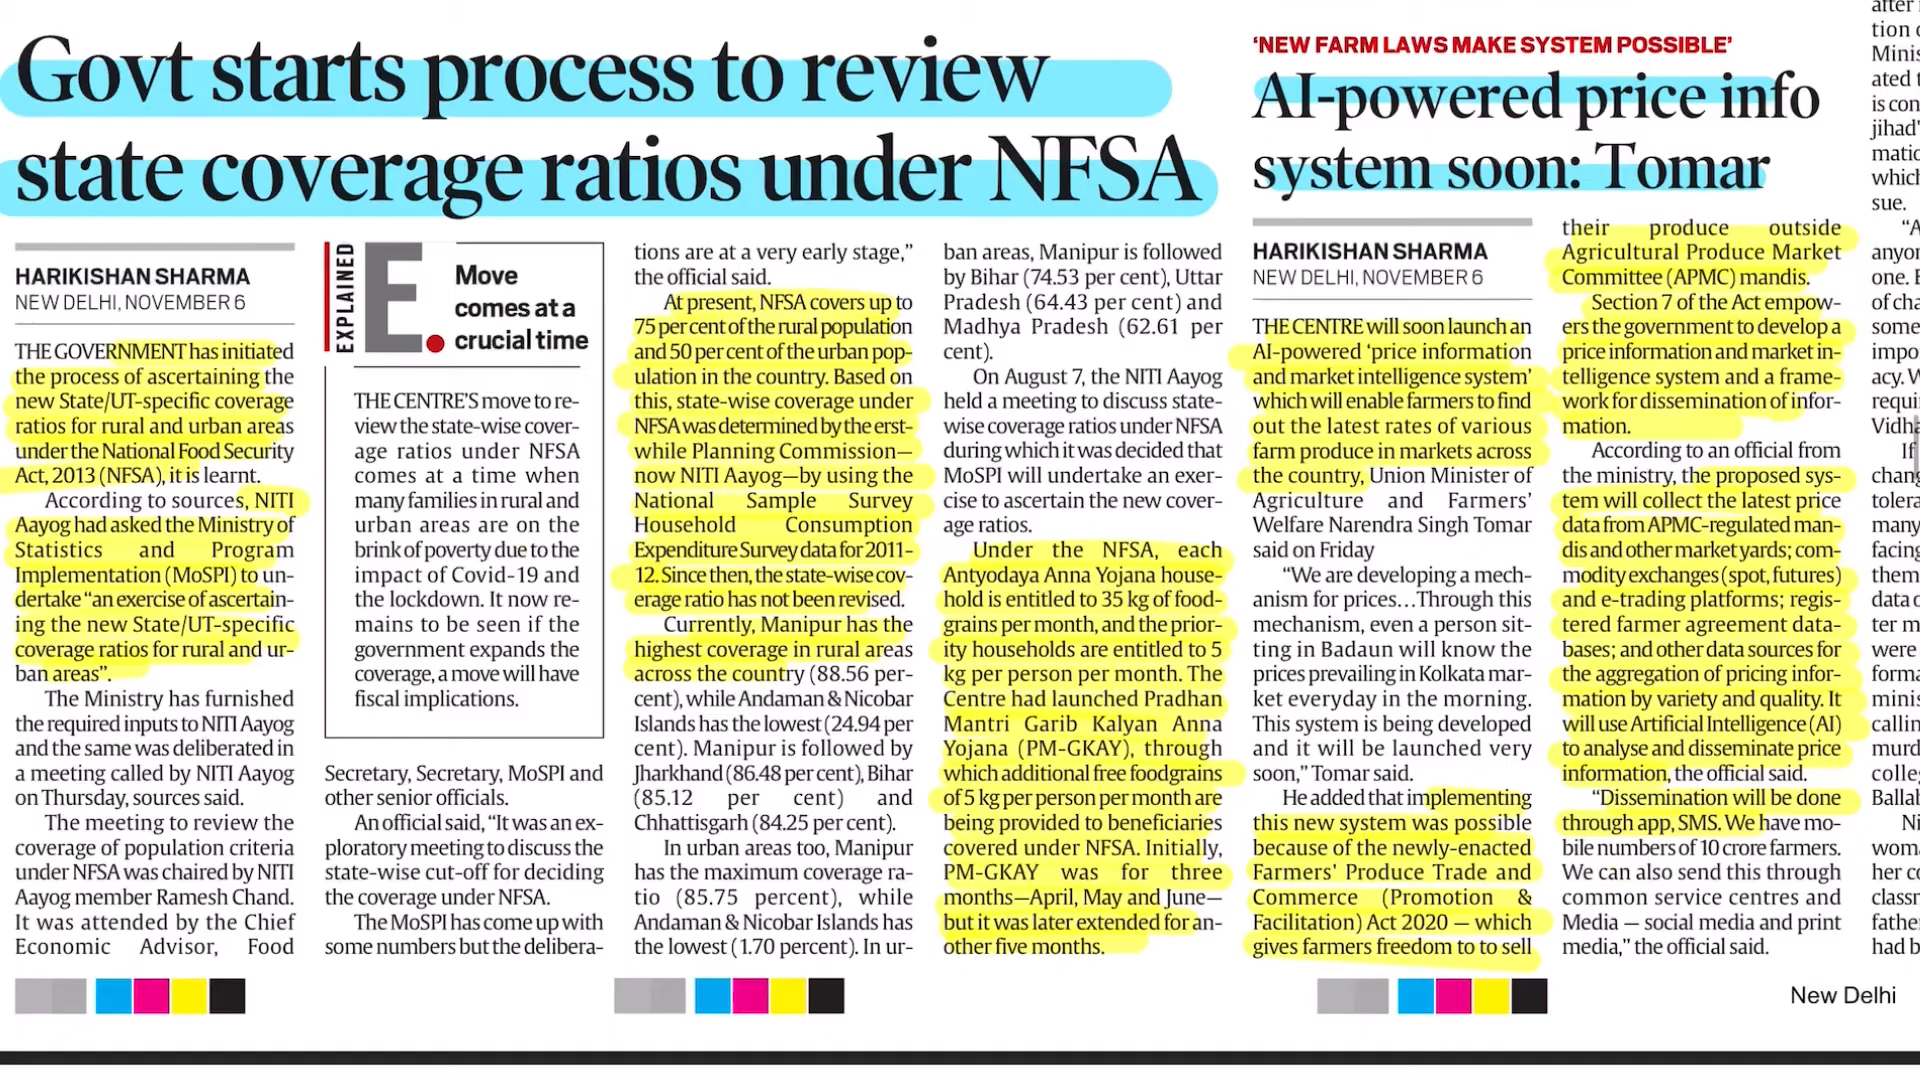 Govt starts process to review
state coverage ratios under NFSA
HARIKISHAN SHARMA
NEW DELHI, NOVEMBER 6
THE GOVERNMENT has initiated
the process of ascertaining the
new State/UT-specific coverage
ratios for rural and urban areas
under the National Food Security
Act, 2013 (NFSA), it is learnt.
According to sources, NITI
Aayog had asked the Ministry of
Statistics and Program
Implementation (MoSPI) to un-
dertake “an exercise of ascertain-
ing the new State/UT-specific
coverage ratios for rural and ur-
ban areas”.
The Ministry has furnished
the required inputs to NITI Aayog
and the same was deliberated in
a meeting called by NITI Aayog
on Thursday, sources said.
The meeting to review the
coverage of population criteria
under NFSA was chaired by NITI
Aayog member Ramesh Chand.
It was attended by the Chief
Economic Advisor, Food
EXPLAINED
E.
Move
comes at a
crucial time
THE CENTRE’S move to re-
view the state-wise cover-
age ratios under NFSA
comes at a time when
many families in rural and
urban areas are on the
brink of poverty due to the
impact of Covid-19 and
the lockdown. It now re-
mains to be seen if the
government expands the
coverage, a move will have
fiscal implications.
Secretary, Secretary, MoSPI and
other senior officials.
An official said, “It was an ex-
ploratory meeting to discuss the
state-wise cut-off for deciding
the coverage under NFSA.
The MoSPI has come up with
some numbers but the delibera-
tions are at a very early stage,”
the official said.
At present, NFSA covers up to
75 per cent of the rural population
and 50 per cent of the urban pop-
ulation in the country. Based on
this, state-wise coverage under
NFSA was determined by the erst-
while Planning Commission—
now NITI Aayog—by using the
National Sample Survey
Household Consumption
Expenditure Survey data for 2011-
12. Since then, the state-wise cov-
erage ratio has not been revised.
Currently, Manipur has the
highest coverage in rural areas
across the country (88.56 per-
cent), while Andaman & Nicobar
Islands has the lowest (24.94 per
cent). Manipur is followed by
Jharkhand (86.48 per cent), Bihar
(85.12 per cent) and
Chhattisgarh (84.25 per cent).
In urban areas too, Manipur
has the maximum coverage ra-
tio (85.75 percent), while
Andaman & Nicobar Islands has
the lowest (1.70 percent). In ur-
ban areas, Manipur is followed
by Bihar (74.53 per cent), Uttar
Pradesh (64.43 per cent) and
Madhya Pradesh (62.61 per
cent).
On August 7, the NITI Aayog
held a meeting to discuss state-
wise coverage ratios under NFSA
during which it was decided that
MoSPI will undertake an exer-
cise to ascertain the new cover-
age ratios.
Under the NFSA, each
Antyodaya Anna Yojana house-
hold is entitled to 35 kg of food-
grains per month, and the prior-
ity households are entitled to 5
kg per person per month. The
Centre had launched Pradhan
Mantri Garib Kalyan Anna
Yojana (PM-GKAY), through
which additional free foodgrains
of 5 kg per person per month are
being provided to beneficiaries
covered under NFSA. Initially,
PM-GKAY was for three
months—April, May and June—
but it was later extended for an-
other five months.
‘NEW FARM LAWS MAKE SYSTEM POSSIBLE’
AI-powered price info
system soon: Tomar
HARIKISHAN SHARMA
NEW DELHI, NOVEMBER 6
THE CENTRE will soon launch an
AI-powered ‘price information
and market intelligence system’
which will enable farmers to find
out the latest rates of various
farm produce in markets across
the country, Union Minister of
Agriculture and Farmers’
Welfare Narendra Singh Tomar
said on Friday
“We are developing a mech-
anism for prices...Through this
mechanism, even a person sit-
ting in Badaun will know the
prices prevailing in Kolkata mar-
ket everyday in the morning.
This system is being developed
and it will be launched very
soon,” Tomar said.
He added that implementing
this new system was possible
because of the newly-enacted
Farmers’ Produce Trade and
Commerce (Promotion &
Facilitation) Act 2020 — which
gives farmers freedom to to sell
their produce outside
Agricultural Produce Market
Committee (APMC) mandis.
Section 7 of the Act empow-
ers the government to develop a
price information and market in-
telligence system and a frame-
work for dissemination of infor-
mation.
According to an official from
the ministry, the proposed sys-
tem will collect the latest price
data from APMC-regulated man-
dis and other market yards; com-
modity exchanges (spot, futures)
and e-trading platforms; regis-
tered farmer agreement data-
bases; and other data sources for
the aggregation of pricing infor-
mation by variety and quality. It
will use Artificial Intelligence (AI)
to analyse and disseminate price
information, the official said.
“Dissemination will be done
through app, SMS. We have mo-
bile numbers of 10 crore farmers.
We can also send this through
common service centres and
Media — social media and print
media,” the official said.
New Delhi